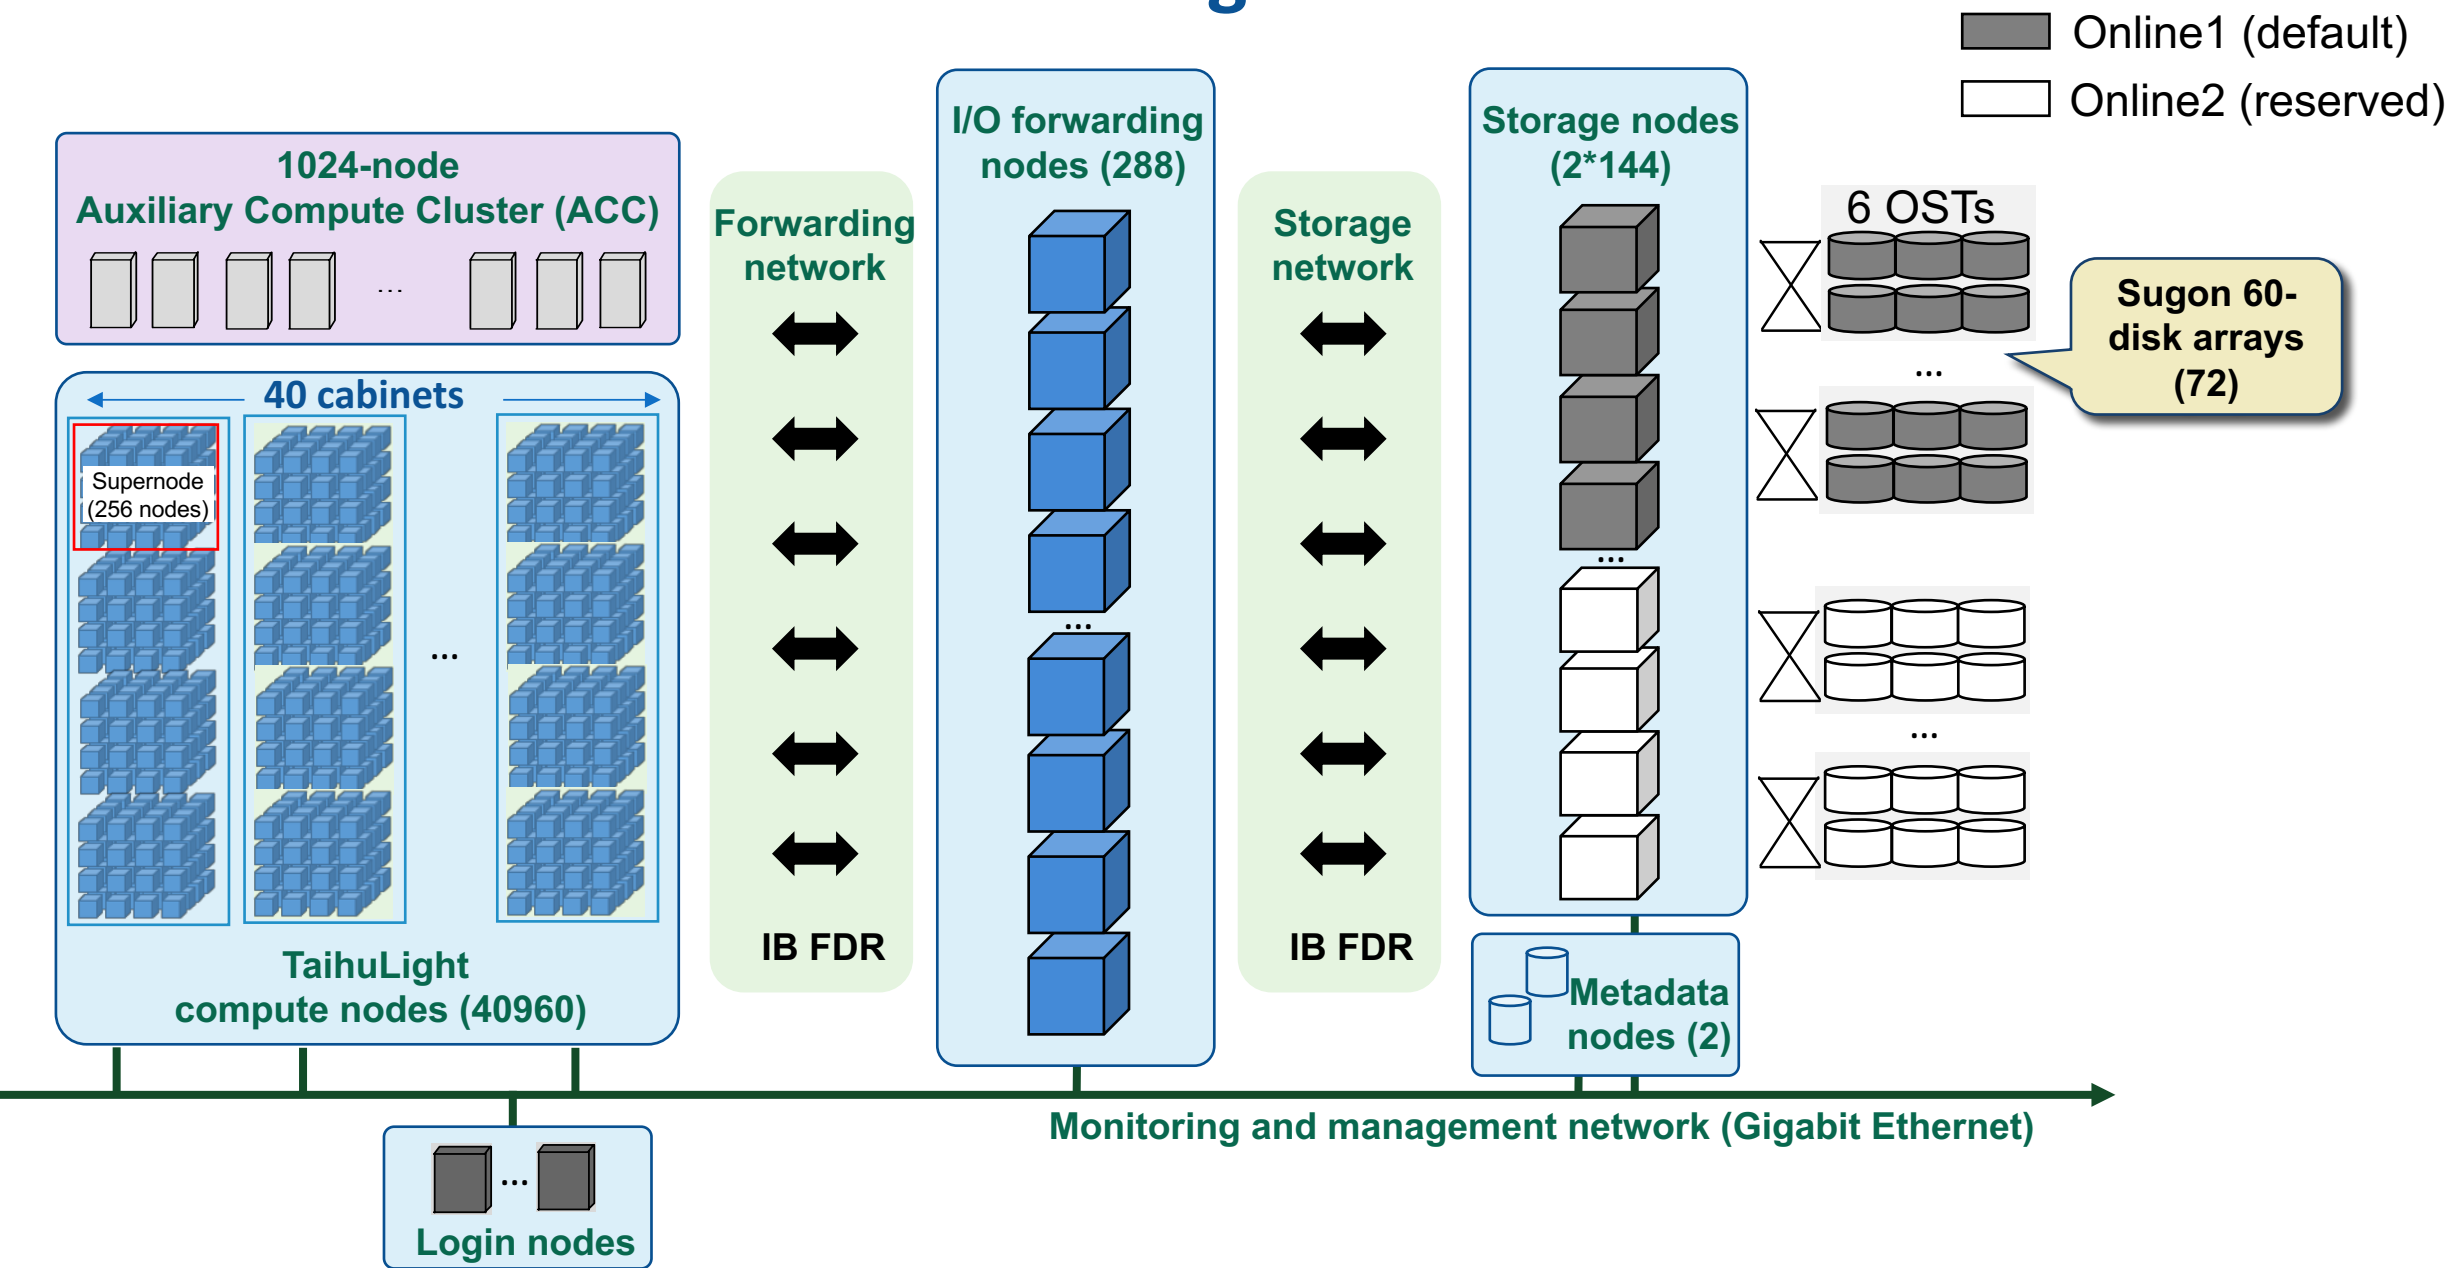 Online1 (default)
Online2 (reserved)
1024-node
Auxiliary Compute Cluster (ACC)
...
40 cabinets
Supernode
(256 nodes)
...
TaihuLight
compute nodes (40960)
Forwarding
network
IB FDR
I/O forwarding
nodes (288)
...
Storage
network
IB FDR
Storage nodes
(2*144)
...
6 OSTs
...
...
Sugon 60-
disk arrays
(72)
Metadata
nodes (2)
Monitoring and management network (Gigabit Ethernet)
...
Login nodes